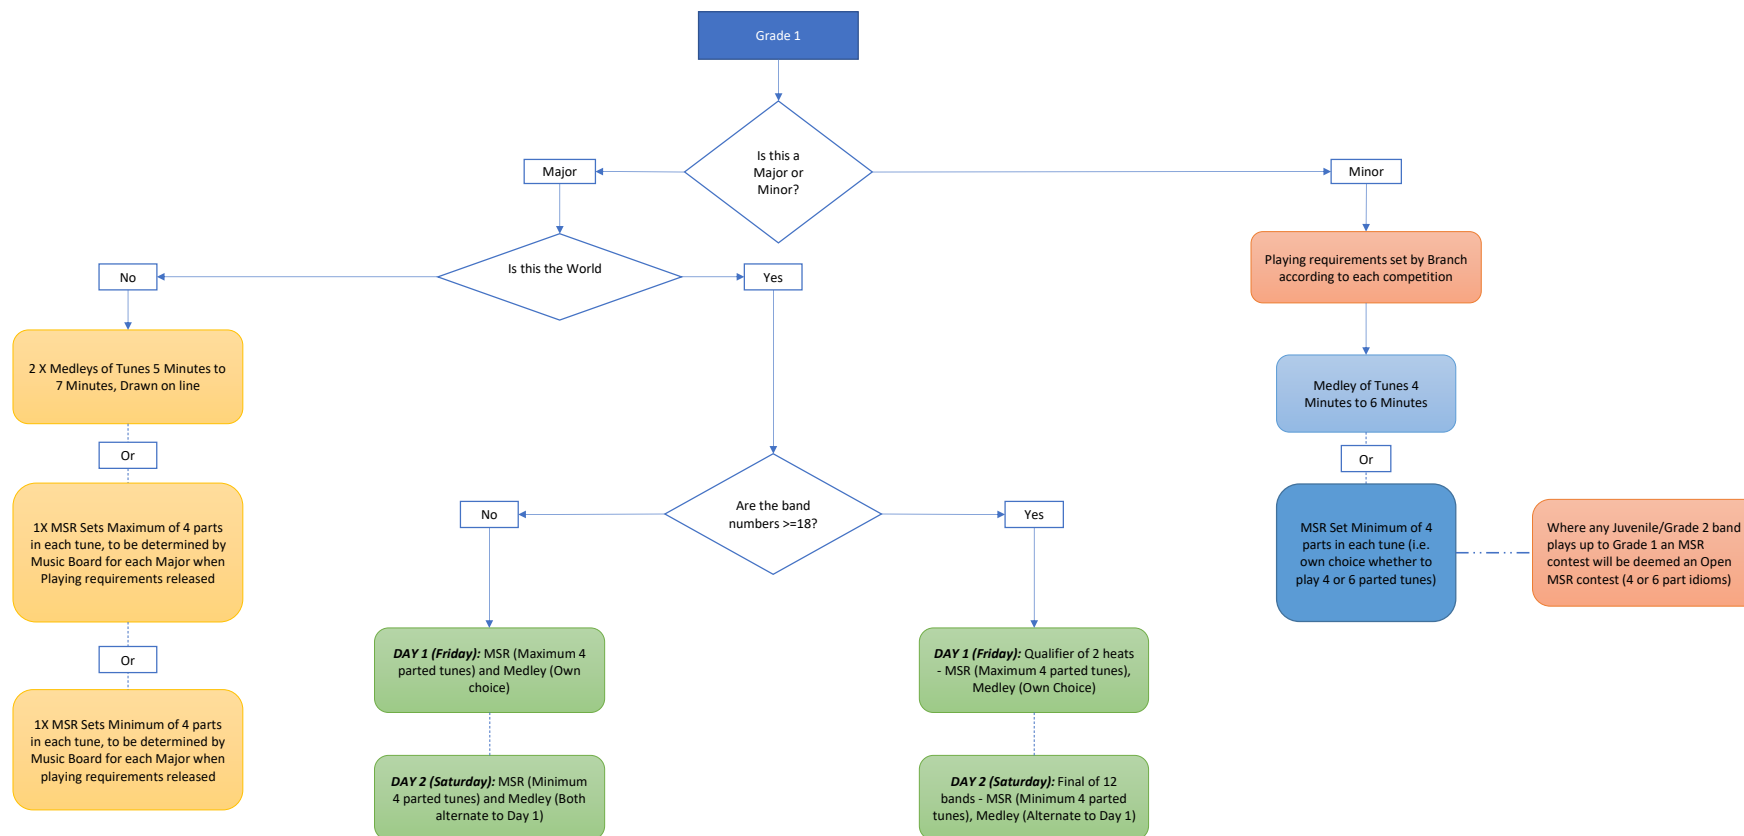 Grade 1
Is this a
Major or
Minor?
Major
Minor
Is this the World
No
Yes
Playing requirements set by Branch
according to each competition
2 X Medleys of Tunes 5 Minutes to
7 Minutes, Drawn on line
Or
1X MSR Sets Maximum of 4 parts
in each tune, to be determined by
Music Board for each Major when
Playing requirements released
Or
1X MSR Sets Minimum of 4 parts
in each tune, to be determined by
Music Board for each Major when
playing requirements released
Are the band
numbers >=18?
No
Yes
DAY 1 (Friday): MSR (Maximum 4
parted tunes) and Medley (Own
choice)
DAY 2 (Saturday): MSR (Minimum
4 parted tunes) and Medley (Both
alternate to Day 1)
DAY 1 (Friday): Qualifier of 2 heats
- MSR (Maximum 4 parted tunes),
Medley (Own Choice)
DAY 2 (Saturday): Final of 12
bands - MSR (Minimum 4 parted
tunes), Medley (Alternate to Day 1)
Medley of Tunes 4
Minutes to 6 Minutes
Or
MSR Set Minimum of 4
parts in each tune (i.e.
own choice whether to
play 4 or 6 parted tunes)
Where any Juvenile/Grade 2 band
plays up to Grade 1 an MSR
contest will be deemed an Open
MSR contest (4 or 6 part idioms)